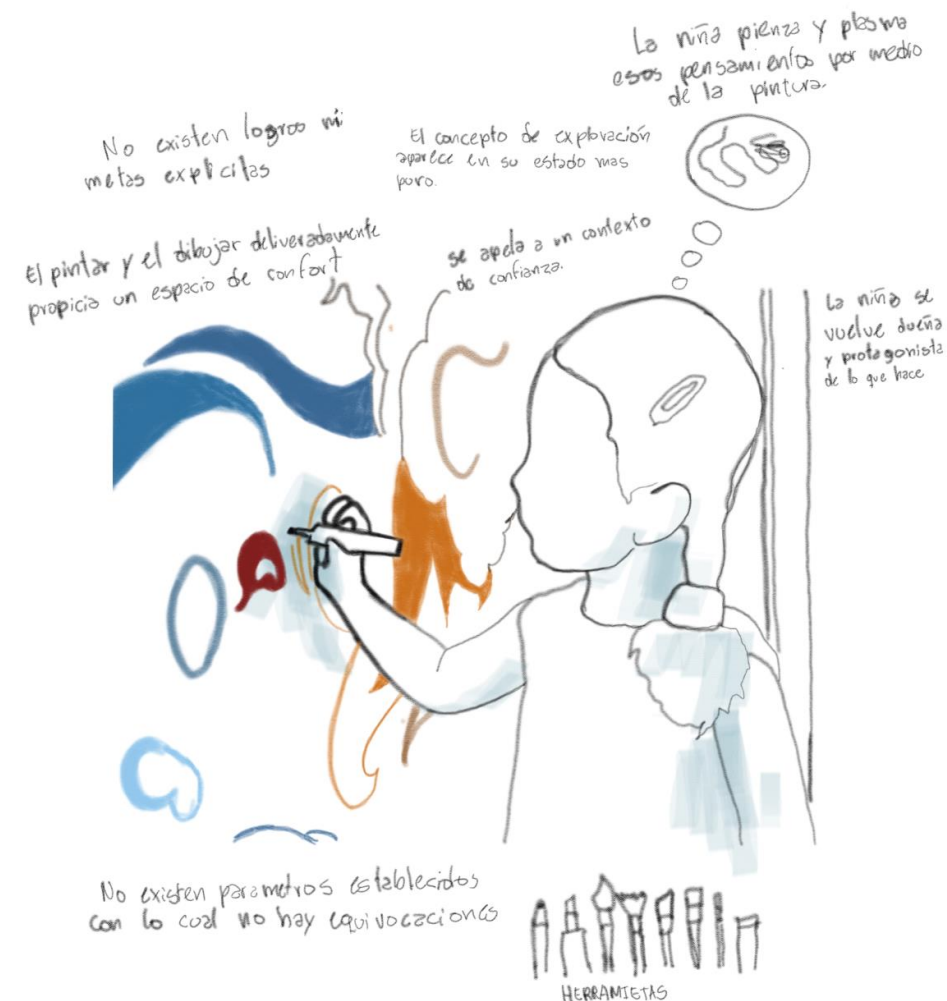 La niña pienza y plasma
esos pensamientos por medio
de la pintura.
No existen logros ni
metas explicitas
El concepto de exploración
aparece en su estado mas
puro.
El pintar y el dibujar deliveradamente
propicia un espacio de confort
se apela a un contexto
de confianza.
La niña se
vuelve dueña
y protagonista
de lo que hace
No existen parametros establecidos
con lo cual no hay equivocaciones
HERRAMIETAS